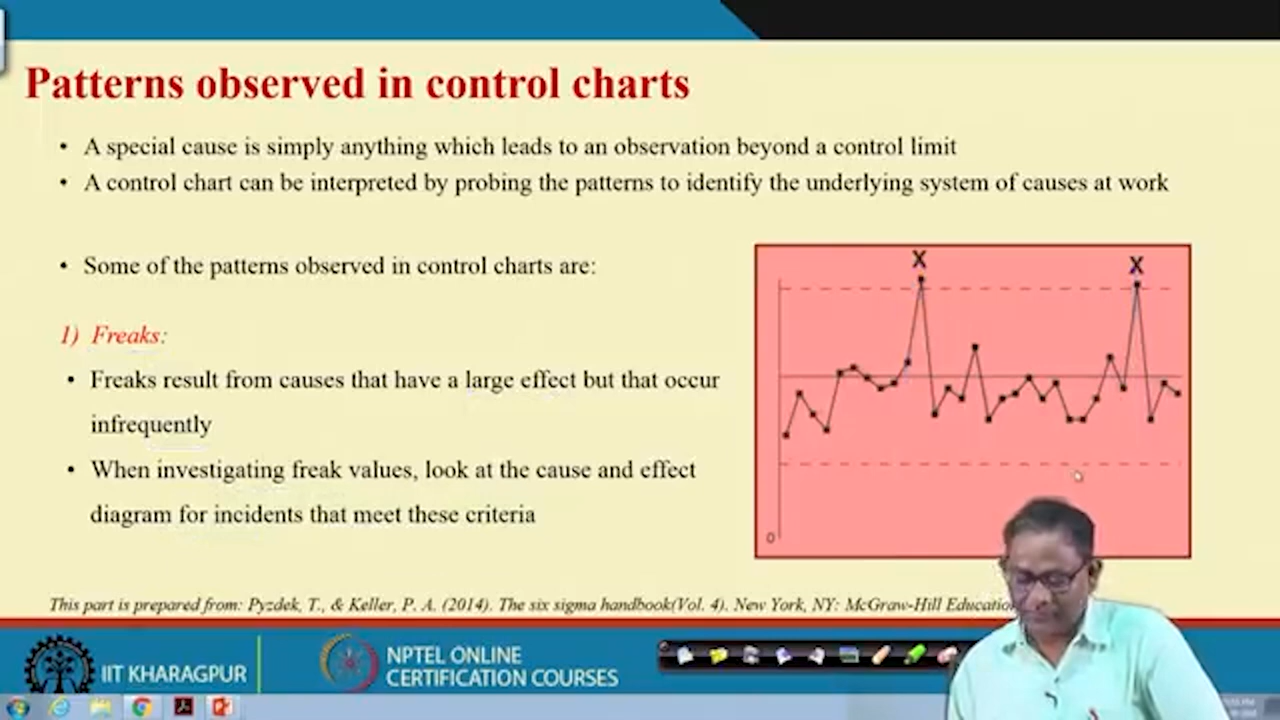 Patterns observed in control charts
• A special cause is simply anything which leads to an observation beyond a control limit
• A control chart can be interpreted by probing the patterns to identify the underlying system of causes at work
• Some of the patterns observed in control charts are:
1) Freaks:
• Freaks result from causes that have a large effect but that occur
infrequently
• When investigating freak values, look at the cause and effect
diagram for incidents that meet these criteria
X
X
0
This part is prepared from: Pyzdek, T., & Keller, P. A. (2014). The six sigma handbook(Vol. 4). New York, NY: McGraw-Hill Education
IIT KHARAGPUR
NPTEL ONLINE
CERTIFICATION COURSES